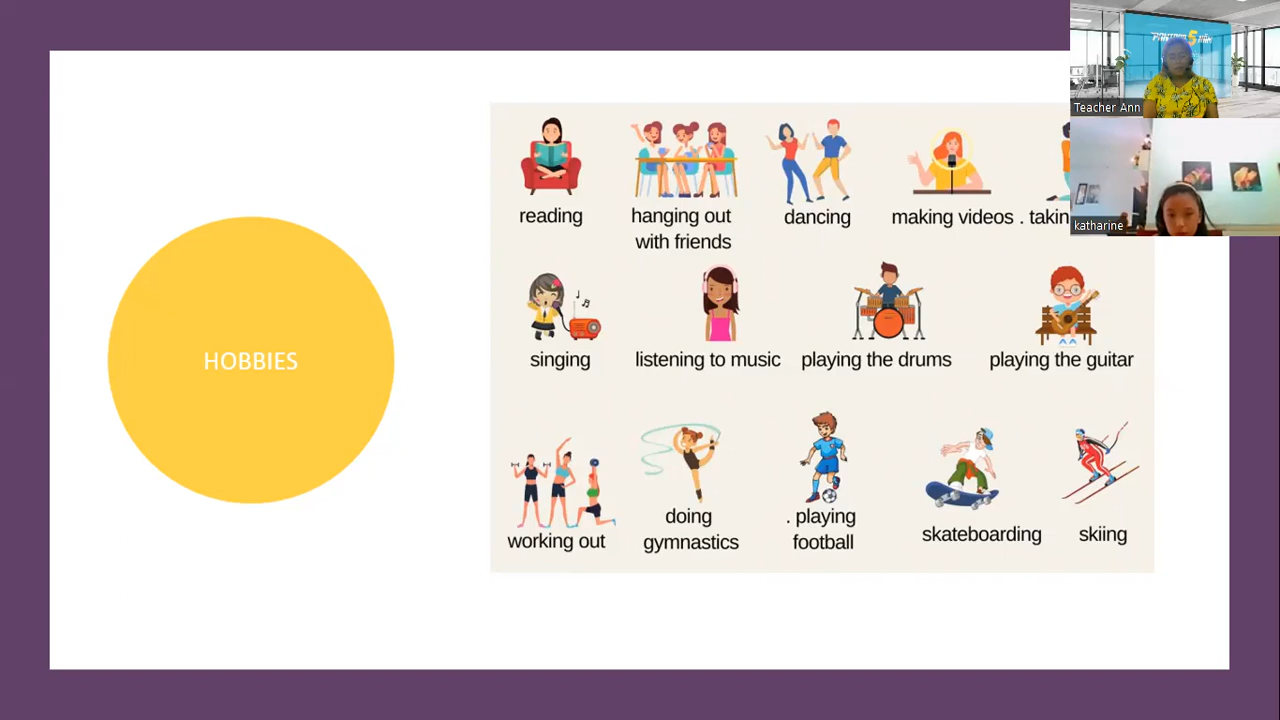 HOBBIES
reading
hanging out
with friends
dancing
making videos
. takin
singing
listening to music
playing the drums
playing the guitar
working out
doing
gymnastics
. playing
football
skateboarding
skiing
5
Teacher Ann
katharine